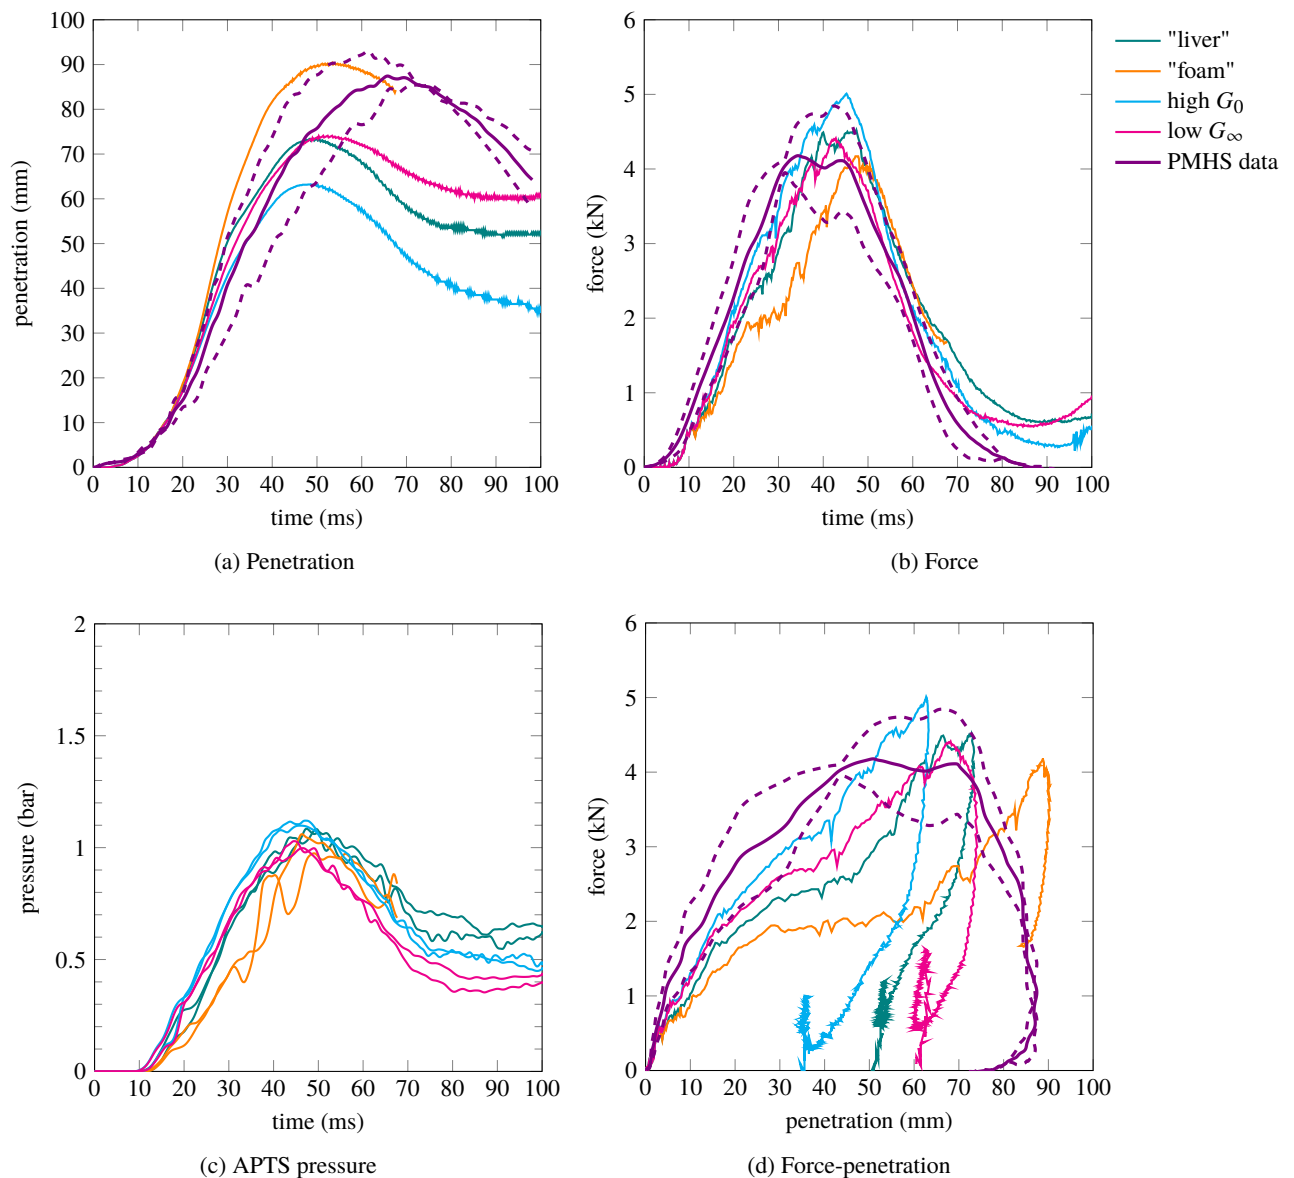 100
90
80
70
60
50
40
30
20
10
0
penetration (mm)
0 10 20 30 40 50 60 70 80 90 100
time (ms)
(a) Penetration
6
5
4
3
2
1
0
force (kN)
0 10 20 30 40 50 60 70 80 90 100
time (ms)
(b) Force
"liver"
"foam"
high G₀
low G∞
PMHS data
2
1.5
1
0.5
0
pressure (bar)
0 10 20 30 40 50 60 70 80 90 100
time (ms)
(c) APTS pressure
6
5
4
3
2
1
0
force (kN)
0 10 20 30 40 50 60 70 80 90 100
penetration (mm)
(d) Force-penetration